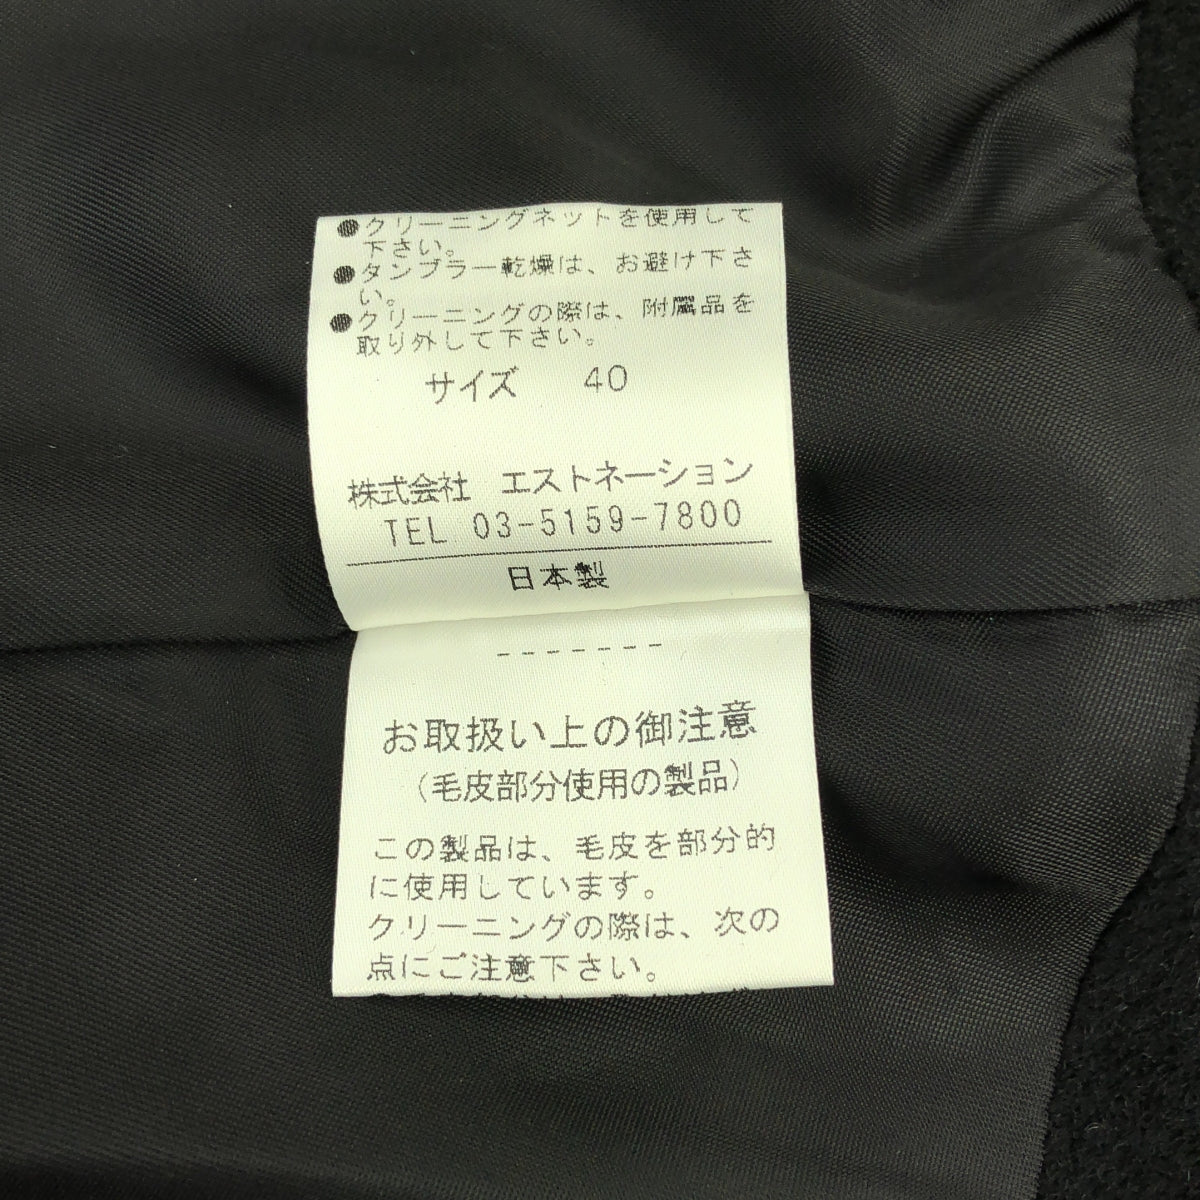 ●クリーニングネットを使用して
下さい。
●タンブラー乾燥は、お避け下さ
い。
●クリーニングの際は、附属品を
取り外して下さい。
サイズ 40
株式会社 エストネーション
TEL 03-5159-7800
日本製
-------
お取扱い上の御注意
（毛皮部分使用の製品）
この製品は、毛皮を部分的
に使用しています。
クリーニングの際は、次の
点にご注意下さい。